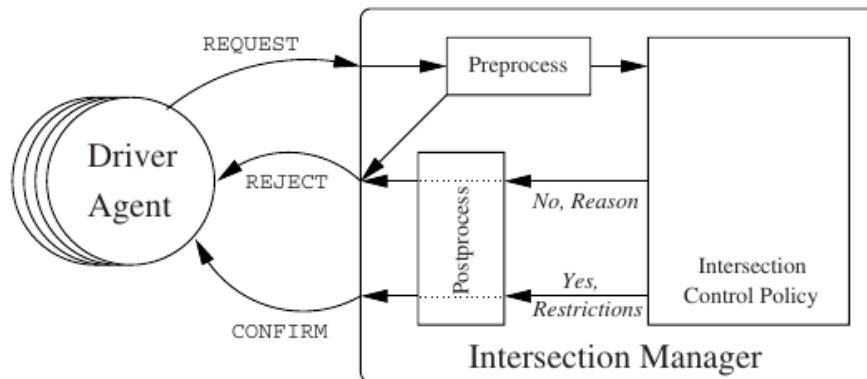 REQUEST
Preprocess
Driver
Agent
REJECT
No, Reason
Postprocess
Yes,
Restrictions
Intersection
Control Policy
CONFIRM
Intersection Manager